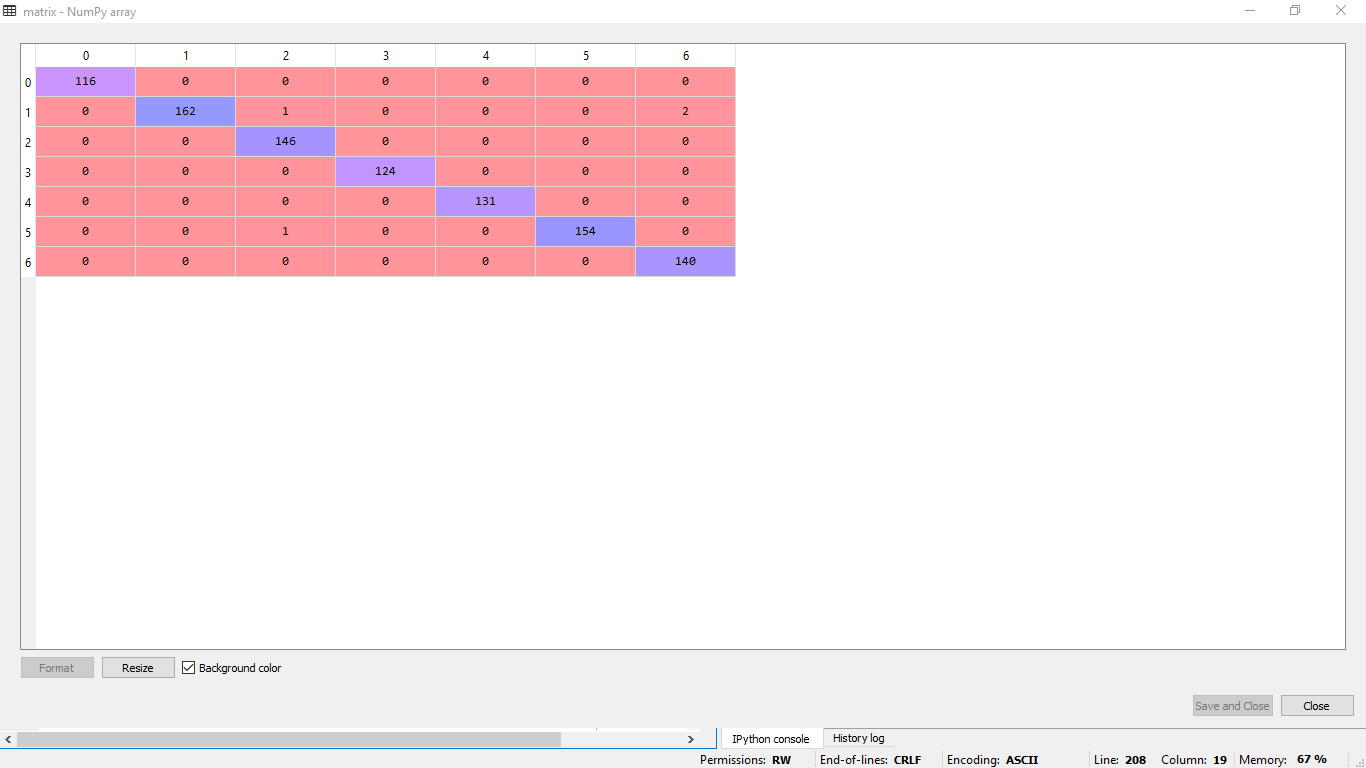 matrix - NumPy array
0 1 2 3 4 5 6
0 116 0 0 0 0 0 0
1 0 162 1 0 0 0 2
2 0 0 146 0 0 0 0
3 0 0 0 124 0 0 0
4 0 0 0 0 131 0 0
5 0 0 1 0 0 154 0
6 0 0 0 0 0 0 140
Format Resize Background color
Save and Close Close
IPython console History log
Permissions: RW End-of-lines: CRLF Encoding: ASCII Line: 208 Column: 19 Memory: 67 %